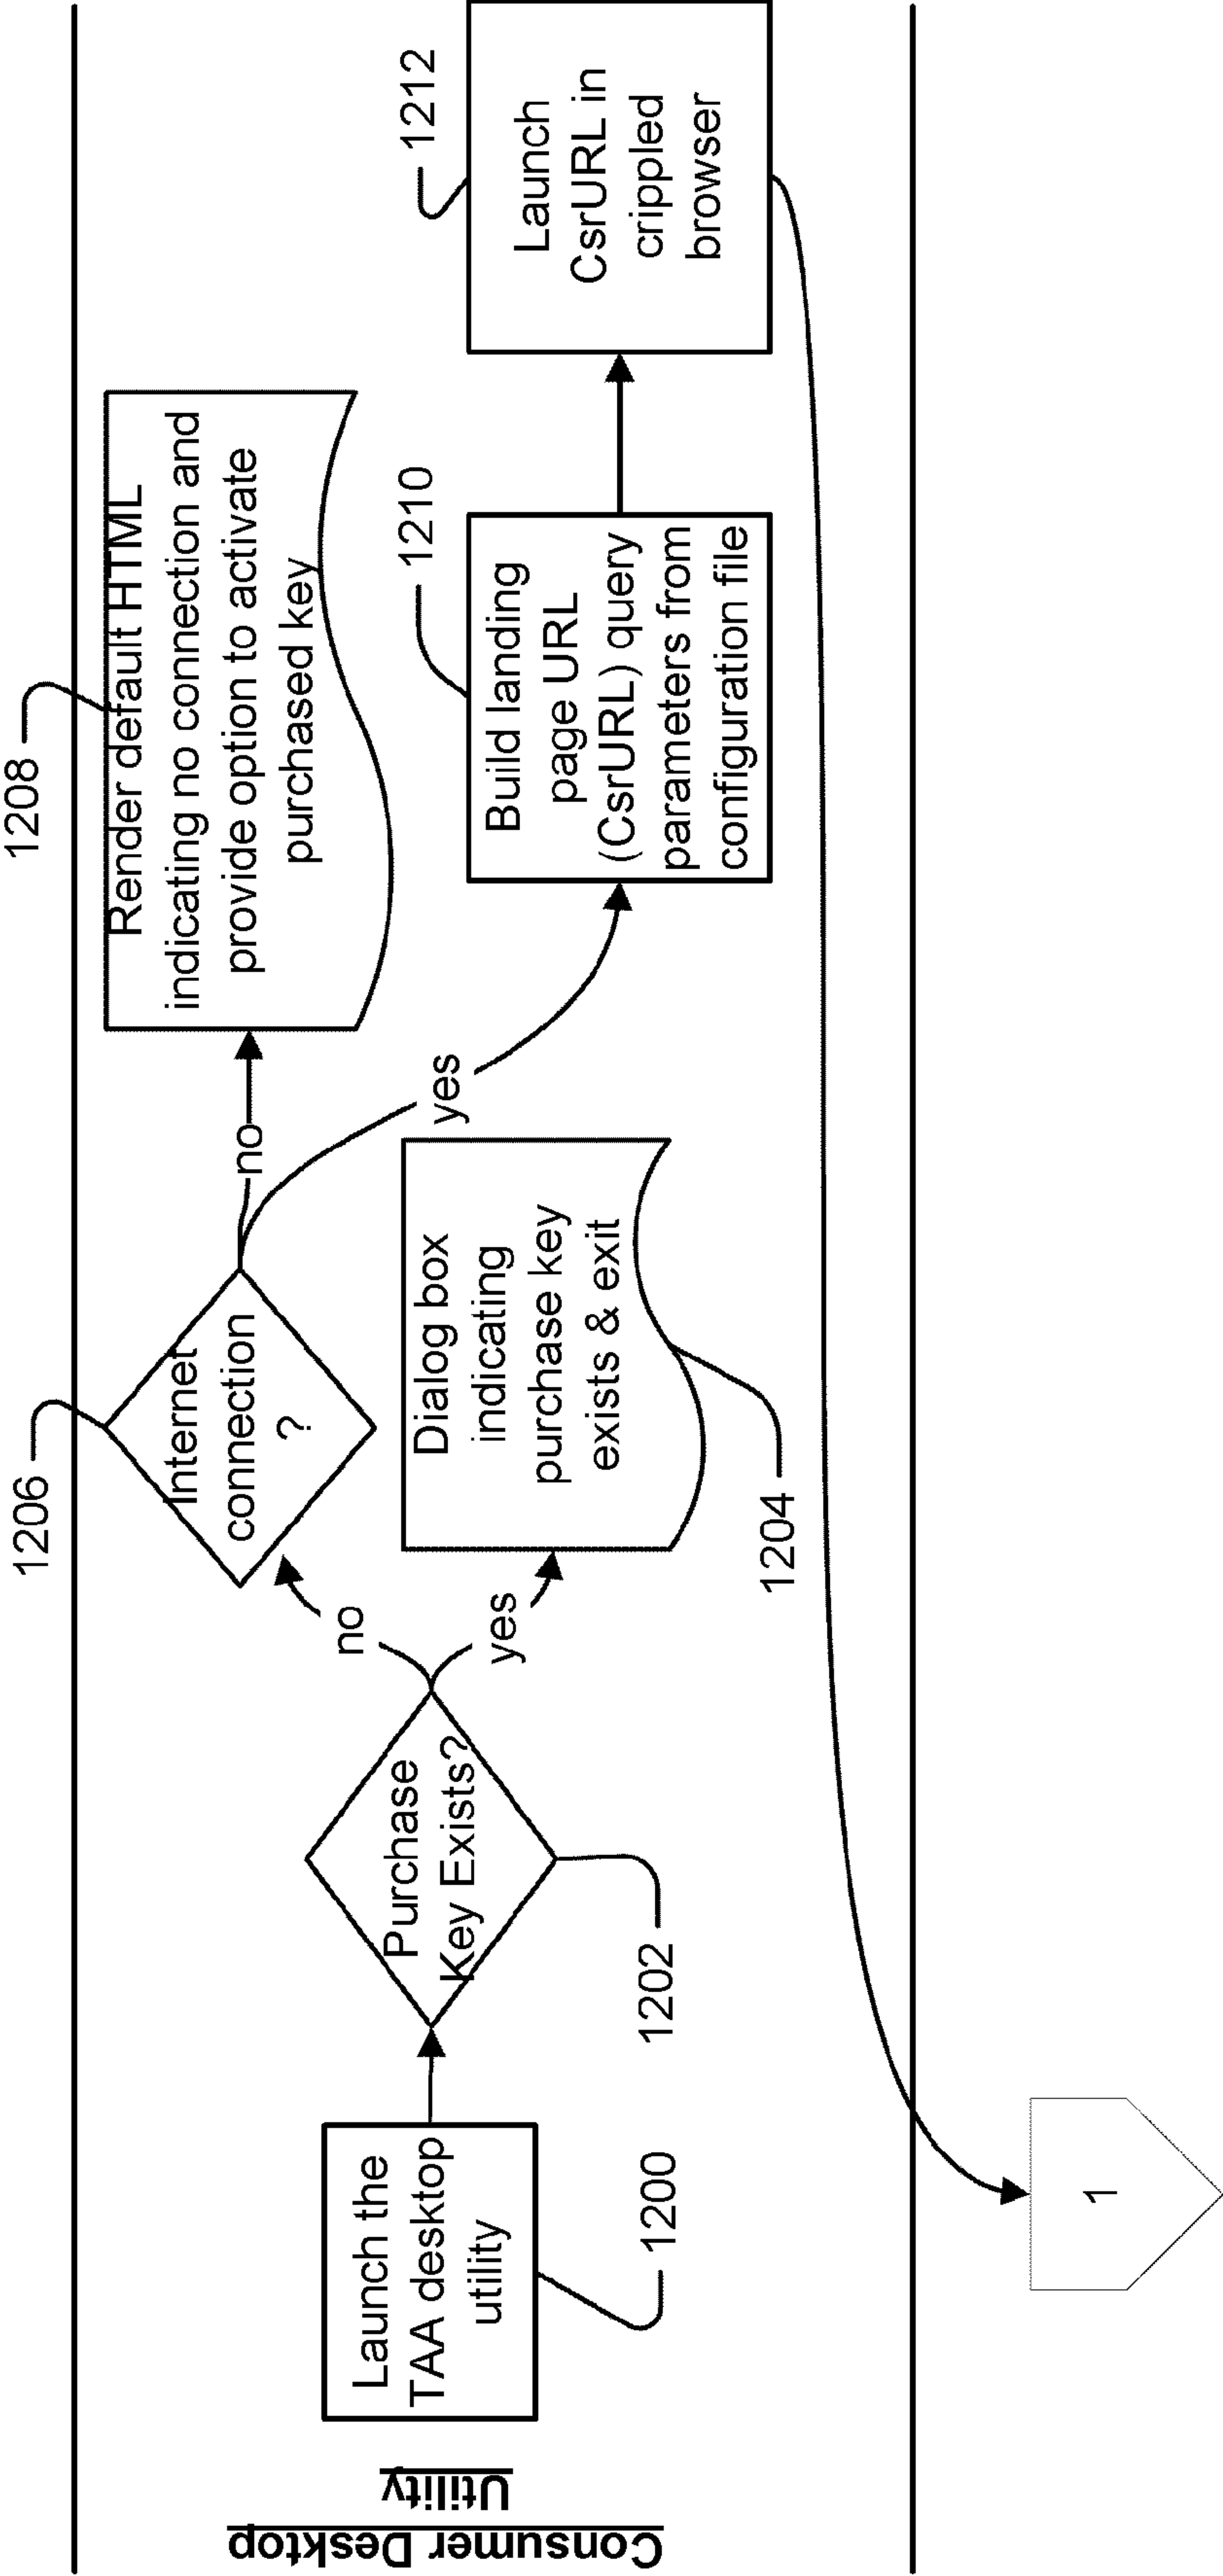 Consumer Desktop
Utility
Launch the
TAA desktop
utility
1200
Purchase
Key Exists?
1202
no
yes
1206
Internet
connection
?
Dialog box
indicating
purchase key
exists & exit
1204
no
yes
1208
Render default HTML
indicating no connection and
provide option to activate
purchased key
1210
Build landing
page URL
(CsrURL) query
parameters from
configuration file
1212
Launch
CsrURL in
crippled
browser
1